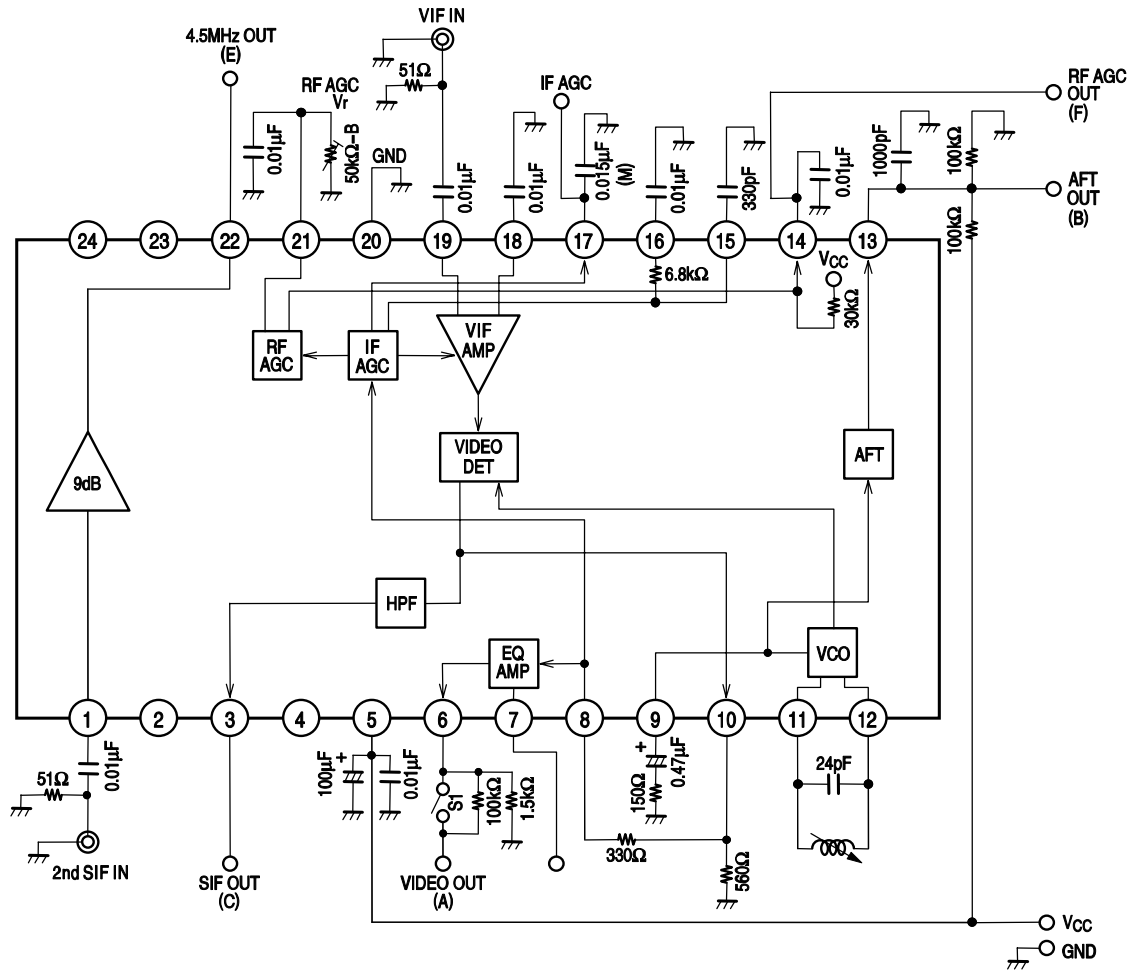 VIF IN
4.5MHz OUT
(E)
51Ω
IF AGC
RF AGC
OUT
(F)
RF AGC
Vr
0.01μF
50kΩ-B
GND
0.01μF
0.01μF
0.015μF
(M)
0.01μF
330pF
0.01μF
1000pF
100kΩ
AFT
OUT
(B)
100kΩ
24
23
22
21
20
19
18
17
16
15
14
13
6.8kΩ
VCC
30kΩ
RF
AGC
IF
AGC
VIF
AMP
VIDEO
DET
AFT
9dB
HPF
EQ
AMP
VCO
1
2
3
4
5
6
7
8
9
10
11
12
51Ω
0.01μF
100μF
+
0.01μF
S1
100kΩ
1.5kΩ
+
0.47μF
150Ω
24pF
330Ω
560Ω
2nd SIF IN
SIF OUT
(C)
VIDEO OUT
(A)
VCC
GND